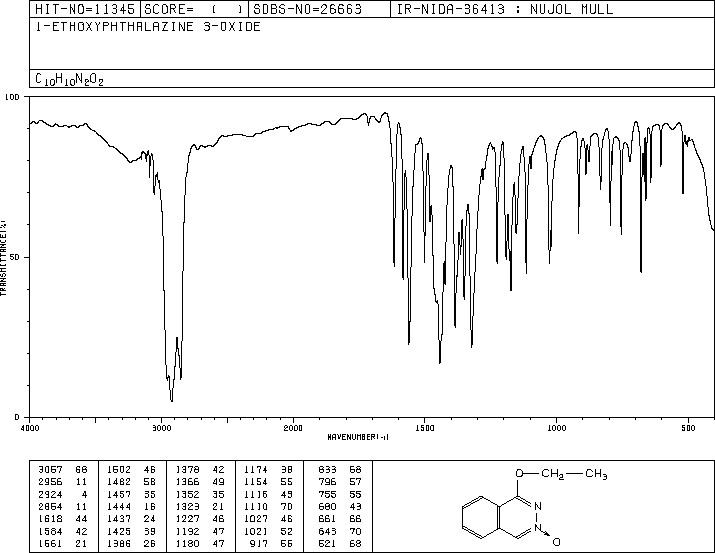 HIT-NO=11345 SCORE= ( ) SDBS-NO=26663 IR-NIDA-36413 : NUJOL MULL
1-ETHOXYPHTHALAZINE 3-OXIDE
C10H10N2O2
100
50
0
TRANSMITTANCE(%)
4000 3000 2000 1500 1000 500
WAVENUMBER(-1)
3067 68 1502 46 1378 42 1174 38 833 68
2956 11 1482 58 1366 49 1154 55 796 57
2924 4 1457 35 1352 35 1116 43 755 55
2854 11 1444 16 1323 21 1110 70 680 43
1618 44 1437 24 1227 46 1027 46 661 66
1584 42 1425 39 1192 47 1021 52 643 70
1561 21 1386 26 1180 47 917 55 521 68
O CH2 CH3
N
N
O